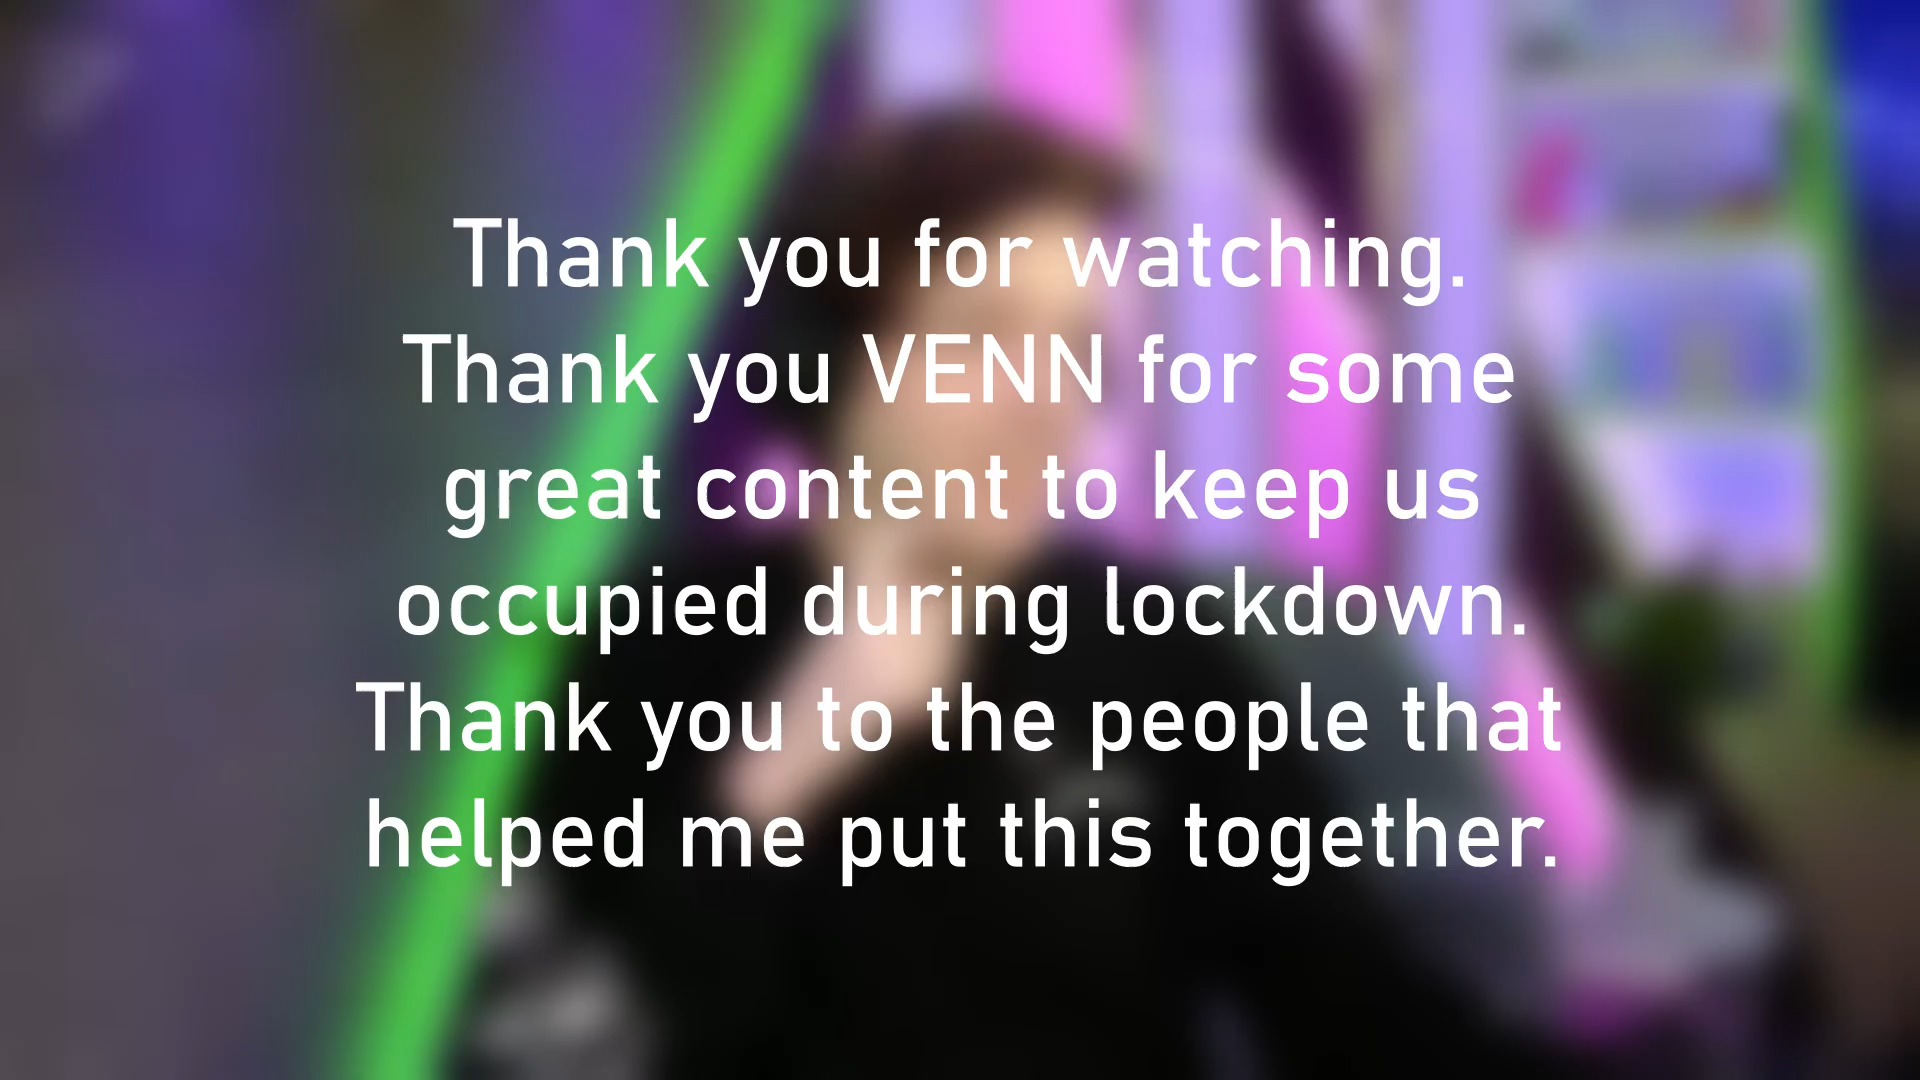 Thank you for watching.
Thank you VENN for some
great content to keep us
occupied during lockdown.
Thank you to the people that
helped me put this together.